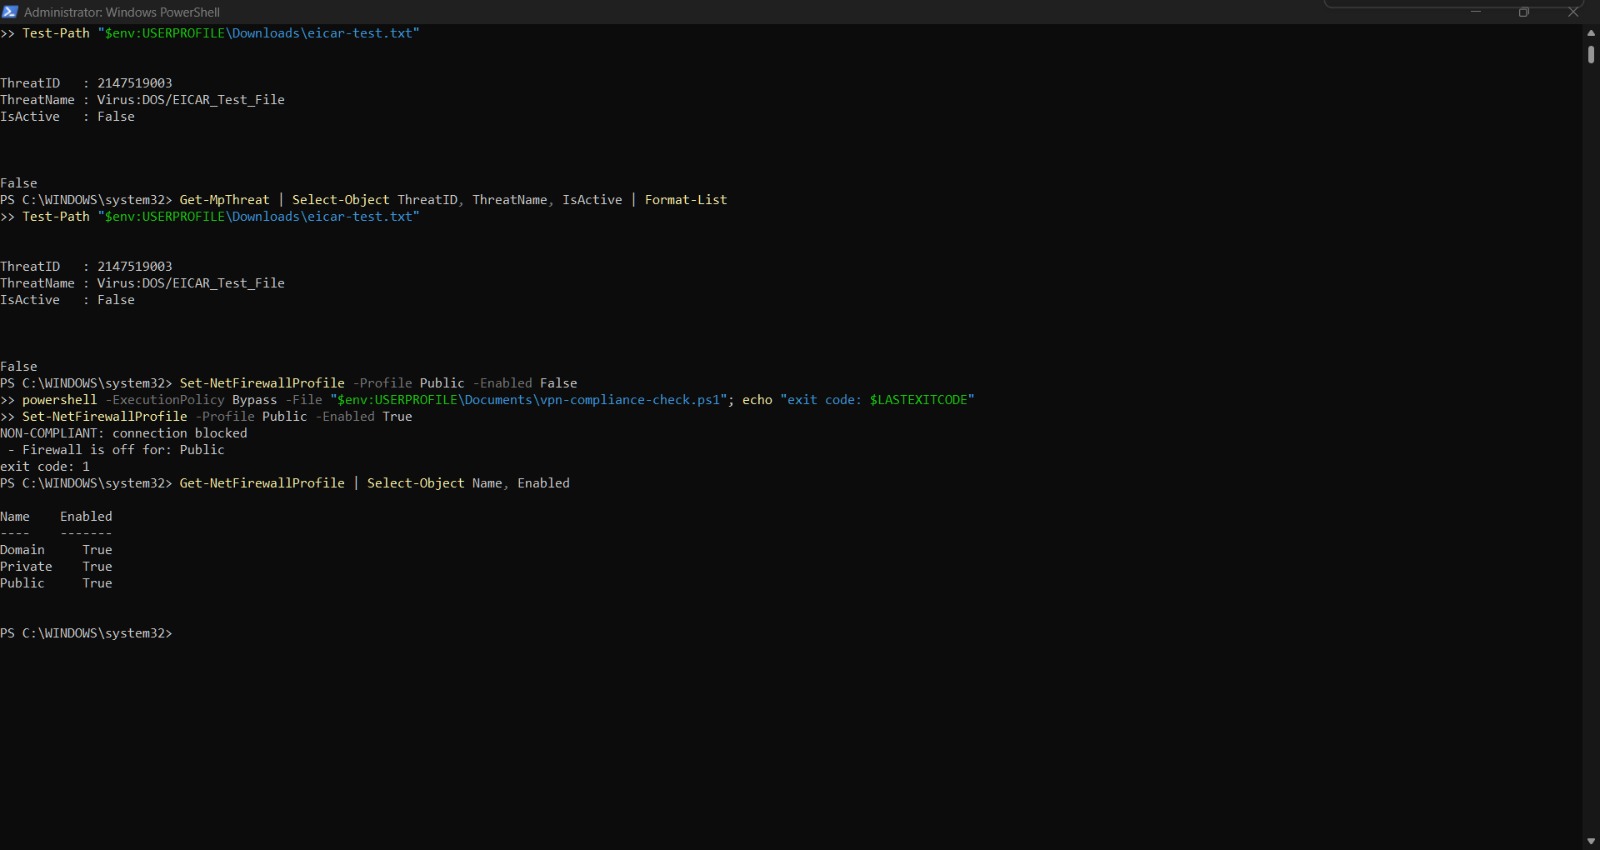 Administrator: Windows PowerShell
>> Test-Path "$env:USERPROFILE\Downloads\eicar-test.txt"
ThreatID   : 2147519003
ThreatName : Virus:DOS/EICAR_Test_File
IsActive   : False
False
PS C:\WINDOWS\system32> Get-MpThreat | Select-Object ThreatID, ThreatName, IsActive | Format-List
>> Test-Path "$env:USERPROFILE\Downloads\eicar-test.txt"
ThreatID   : 2147519003
ThreatName : Virus:DOS/EICAR_Test_File
IsActive   : False
False
PS C:\WINDOWS\system32> Set-NetFirewallProfile -Profile Public -Enabled False
>> powershell -ExecutionPolicy Bypass -File "$env:USERPROFILE\Documents\vpn-compliance-check.ps1"; echo "exit code: $LASTEXITCODE"
>> Set-NetFirewallProfile -Profile Public -Enabled True
NON-COMPLIANT: connection blocked
 - Firewall is off for: Public
exit code: 1
PS C:\WINDOWS\system32> Get-NetFirewallProfile | Select-Object Name, Enabled
Name    Enabled
----    -------
Domain     True
Private    True
Public     True
PS C:\WINDOWS\system32>